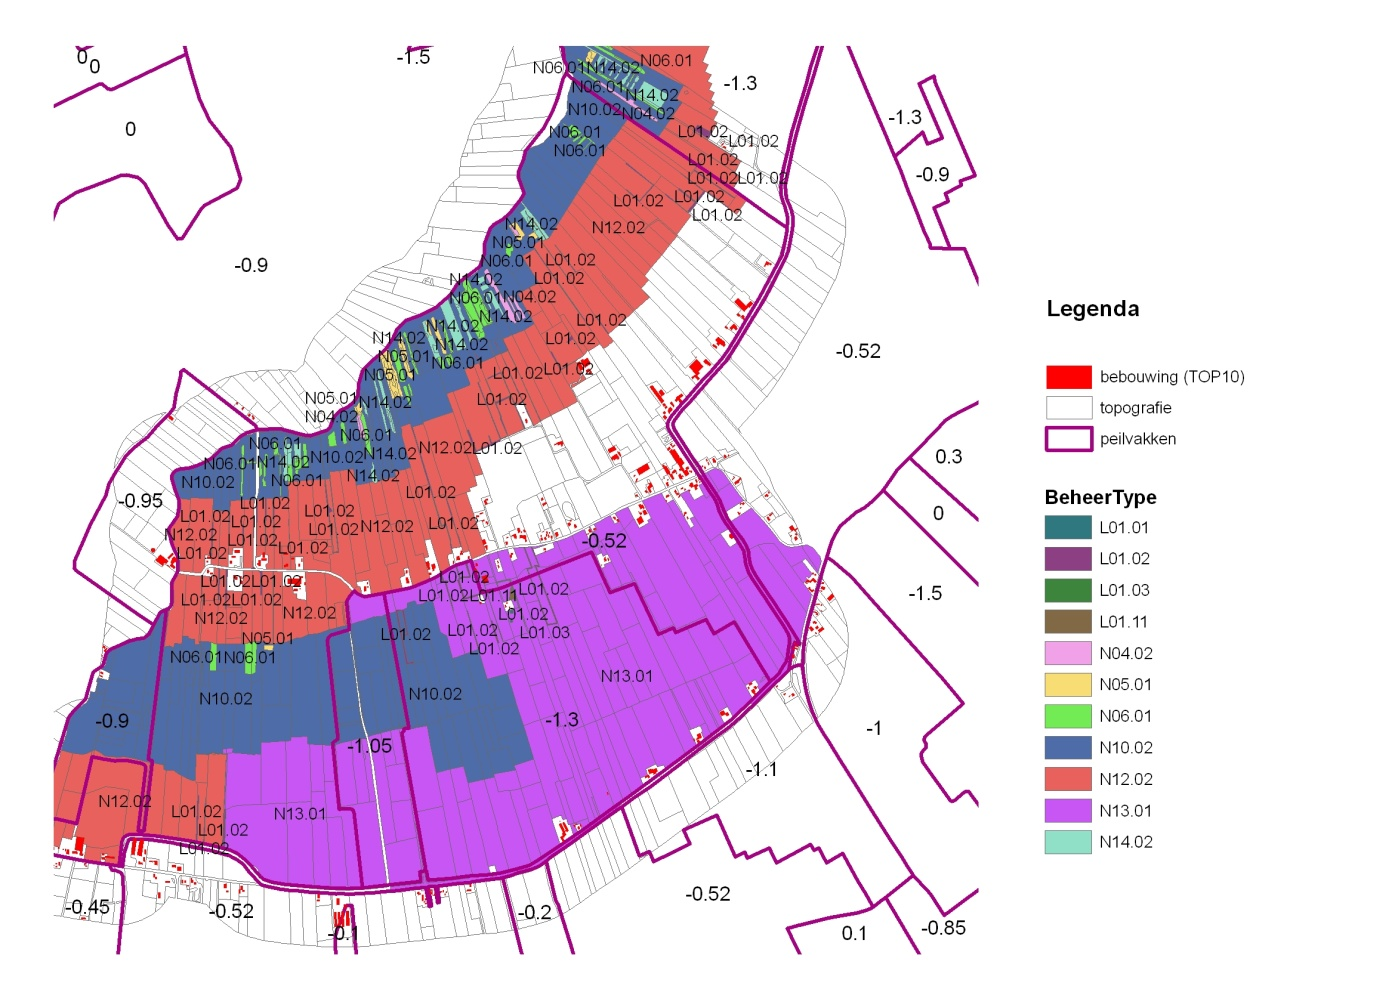 0
0
-1.5
N06.01
N06.01
N14.02
-1.3
N06.01
N14.02
N10.02
N04.02
-1.3
0
N06.01
L01.02
L01.02
N06.01
L01.02
L01.02
L01.02
-0.9
L01.02
L01.02
L01.02
N14.02
N12.02
N05.01
-0.9
N06.01
L01.02
N14.02
L01.02
N06.01
N04.02
N14.02
L01.02
N14.02
N14.02
N14.02
L01.02
N05.01
N06.01
-0.52
N05.01
L01.02
L01.02
N05.01
N14.02
L01.02
N04.02
N06.01
N06.01
N12.02
L01.02
N06.01
N14.02
N10.02
N14.02
0.3
N10.02
N06.01
N14.02
-0.95
L01.02
L01.02
L01.02
L01.02
L01.02
N12.02
L01.02
0
N12.02
L01.02
L01.02
L01.02
L01.02
-0.52
L01.02
L01.02
L01.02
L01.02
-1.5
L01.02
L01.02
L01.02
L01.11
N12.02
N12.02
L01.02
L01.02
L01.02
L01.03
N05.01
L01.02
N06.01
N06.01
N10.02
N10.02
N13.01
-0.9
-1.3
-1
-1.05
-1.1
N12.02
L01.02
N13.01
L01.02
L01.02
-0.45
-0.52
-0.2
-0.52
-0.1
0.1
-0.85
Legenda
bebouwing (TOP10)
topografie
peilvakken
BeheerType
L01.01
L01.02
L01.03
L01.11
N04.02
N05.01
N06.01
N10.02
N12.02
N13.01
N14.02